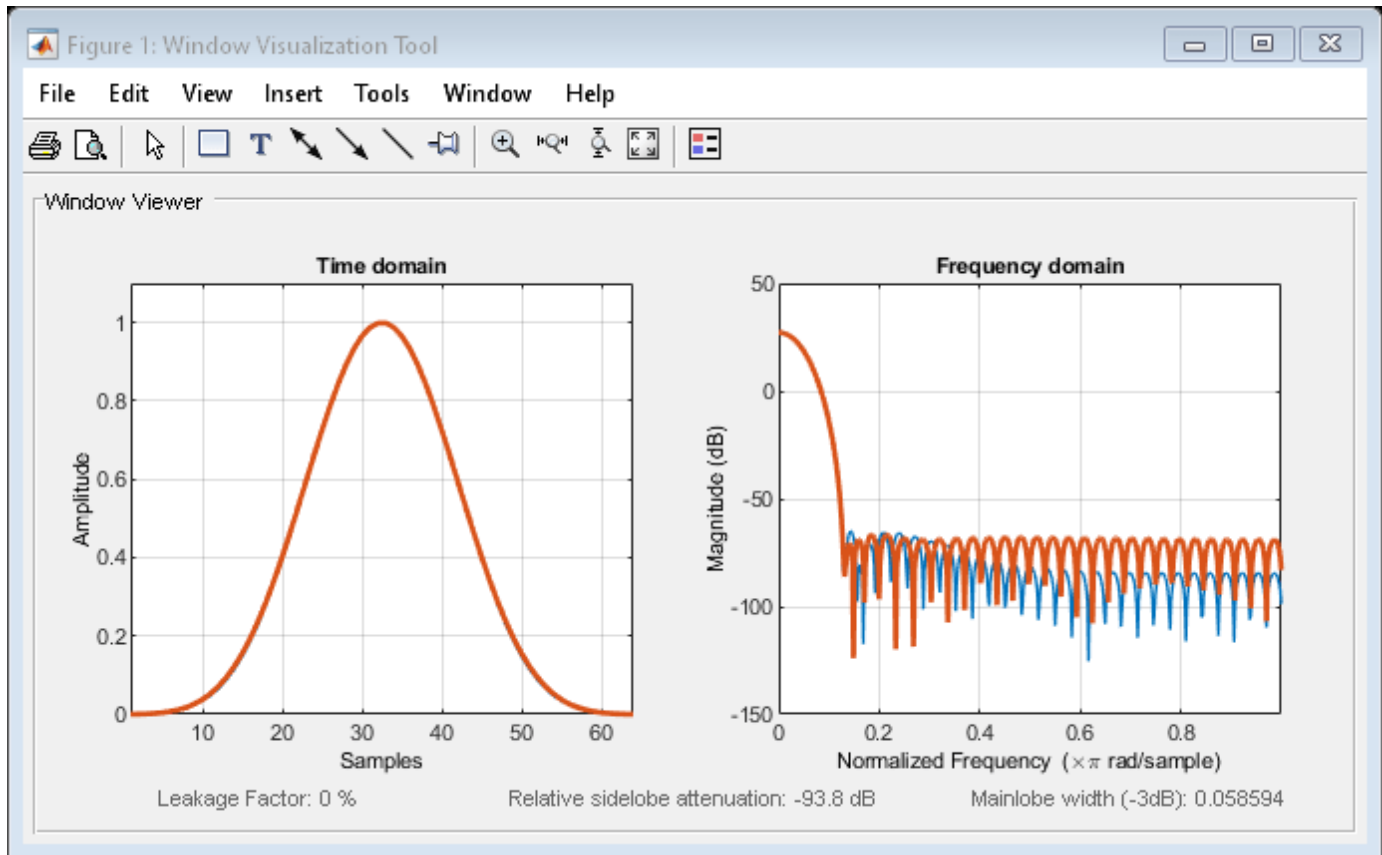 Figure 1: Window Visualization Tool
File Edit View Insert Tools Window Help
T
Window Viewer
Time domain
1
0.8
0.6
0.4
0.2
0
Amplitude
10 20 30 40 50 60
Samples
Frequency domain
50
0
-50
-100
-150
Magnitude (dB)
0 0.2 0.4 0.6 0.8
Normalized Frequency (×π rad/sample)
Leakage Factor: 0 % Relative sidelobe attenuation: -93.8 dB Mainlobe width (-3dB): 0.058594